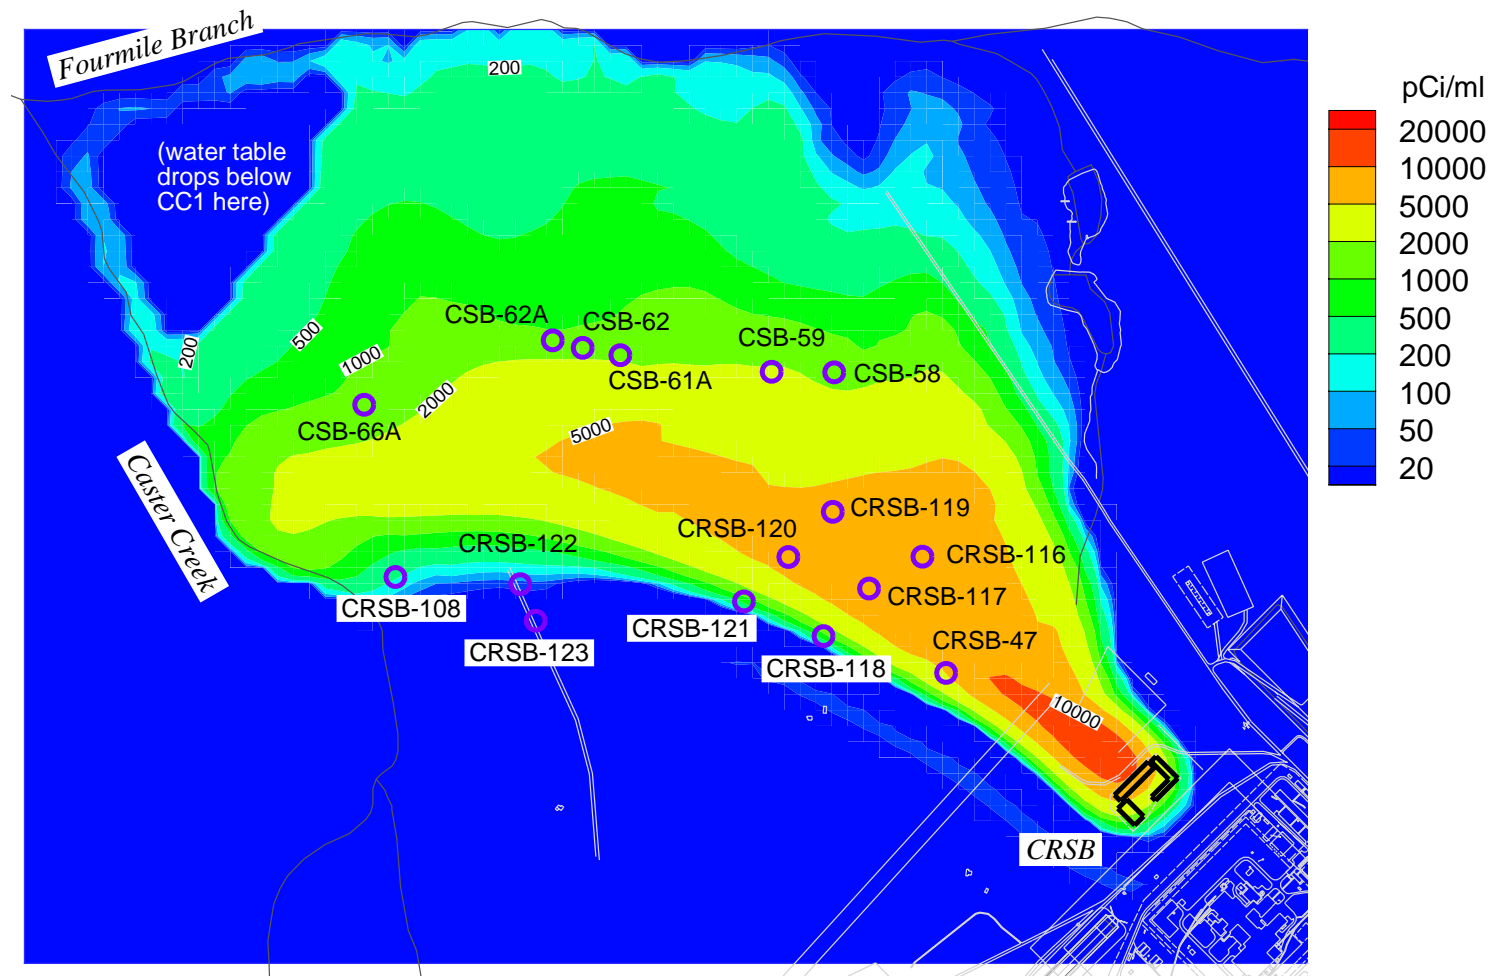 Fourmile Branch
200
pCi/ml
20000
10000
5000
2000
1000
500
200
100
50
20
(water table
drops below
CC1 here)
CSB-62A
CSB-62
CSB-59
500
200
1000
CSB-61A
CSB-58
2000
CSB-66A
5000
Caster Creek
CRSB-119
CRSB-120
CRSB-122
CRSB-116
CRSB-117
CRSB-108
CRSB-121
CRSB-47
CRSB-123
CRSB-118
10000
CRSB